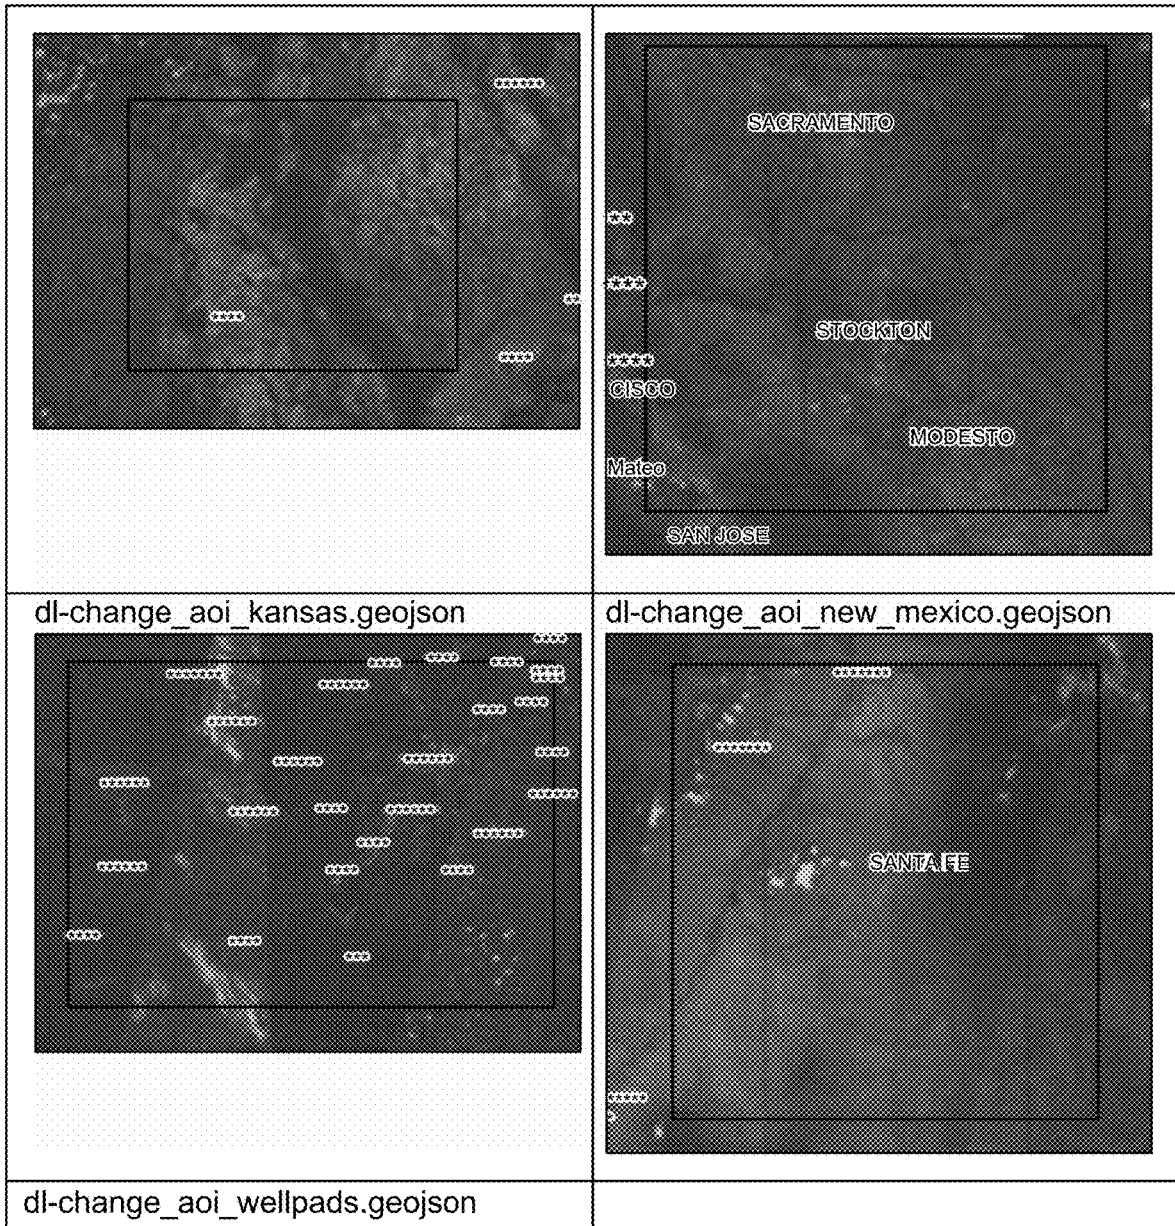 ******
****
**
****
SACRAMENTO
**
***
STOCKTON
****
CISCO
MODESTO
Mateo
SAN JOSE
dl-change_aoi_kansas.geojson
dl-change_aoi_new_mexico.geojson
SANTA FE
dl-change_aoi_wellpads.geojson